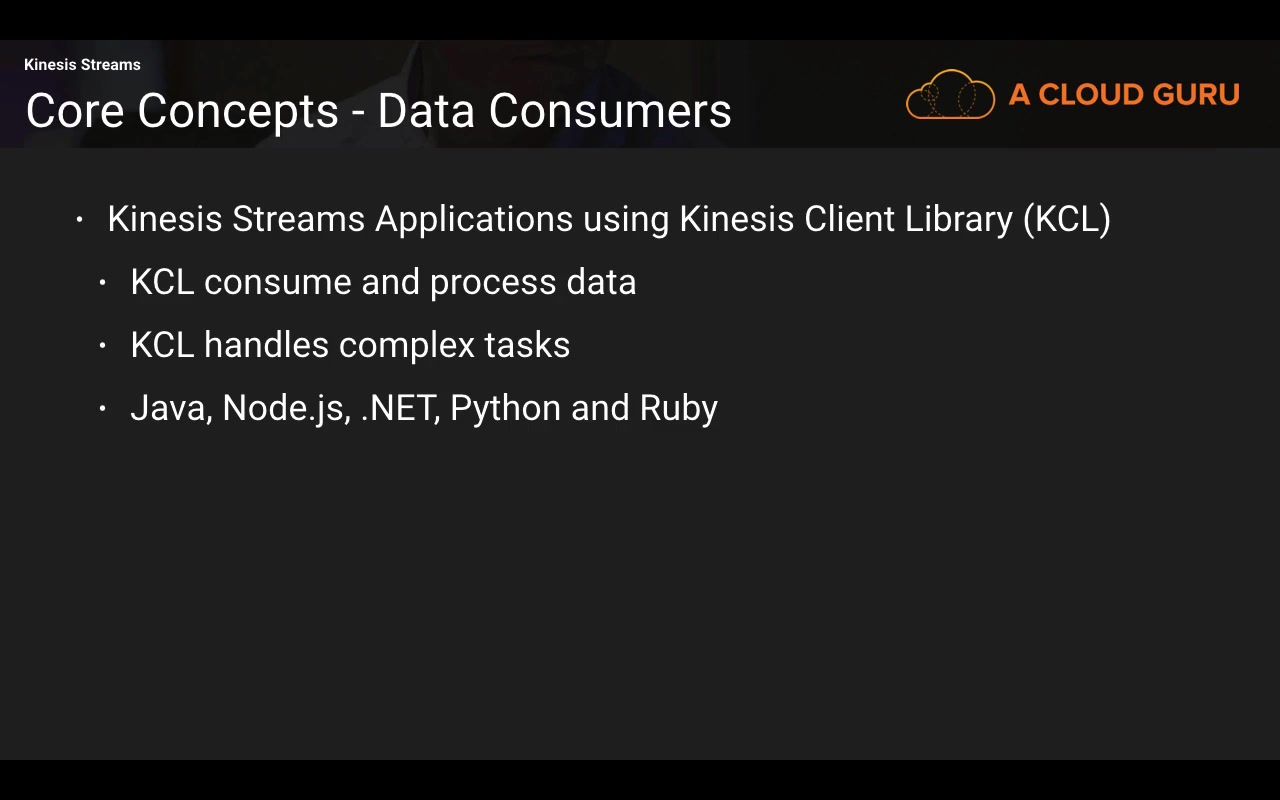 Kinesis Streams
Core Concepts - Data Consumers
A CLOUD GURU
• Kinesis Streams Applications using Kinesis Client Library (KCL)
• KCL consume and process data
• KCL handles complex tasks
• Java, Node.js, .NET, Python and Ruby